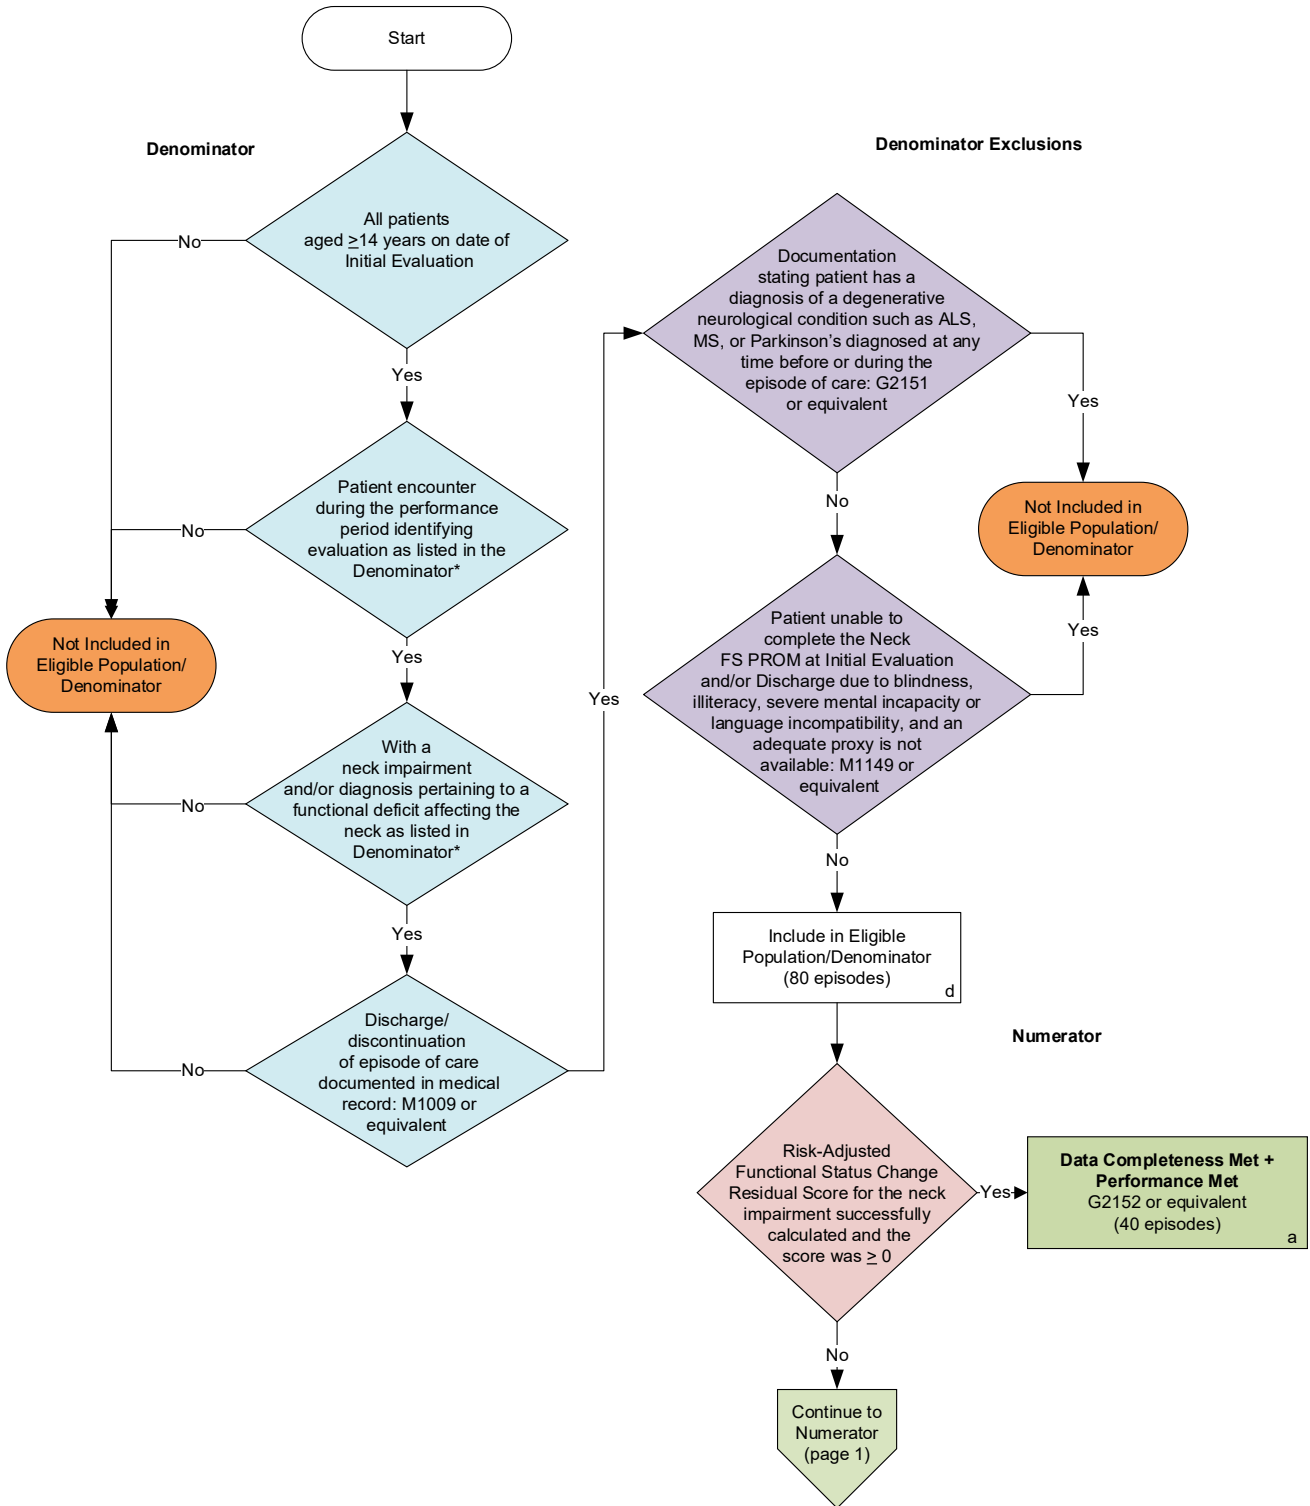 Start
Denominator
All patients
aged >14 years on date of
Initial Evaluation
No
Yes
Patient encounter
during the performance
period identifying
evaluation as listed in the
Denominator*
No
Yes
Not Included in
Eligible Population/
Denominator
With a
neck impairment
and/or diagnosis pertaining to a
functional deficit affecting the
neck as listed in
Denominator*
No
Yes
Discharge/
discontinuation
of episode of care
documented in medical
record: M1009 or
equivalent
No
Yes
Denominator Exclusions
Documentation
stating patient has a
diagnosis of a degenerative
neurological condition such as ALS,
MS, or Parkinson's diagnosed at any
time before or during the
episode of care: G2151
or equivalent
Yes
No
Not Included in
Eligible Population/
Denominator
Patient unable to
complete the Neck
FS PROM at Initial Evaluation
and/or Discharge due to blindness,
illiteracy, severe mental incapacity or
language incompatibility, and an
adequate proxy is not
available: M1149 or
equivalent
Yes
No
Include in Eligible
Population/Denominator
(80 episodes)
d
Numerator
Risk-Adjusted
Functional Status Change
Residual Score for the neck
impairment successfully
calculated and the
score was ≥ 0
Yes
Data Completeness Met +
Performance Met
G2152 or equivalent
(40 episodes)
a
No
Continue to
Numerator
(page 1)